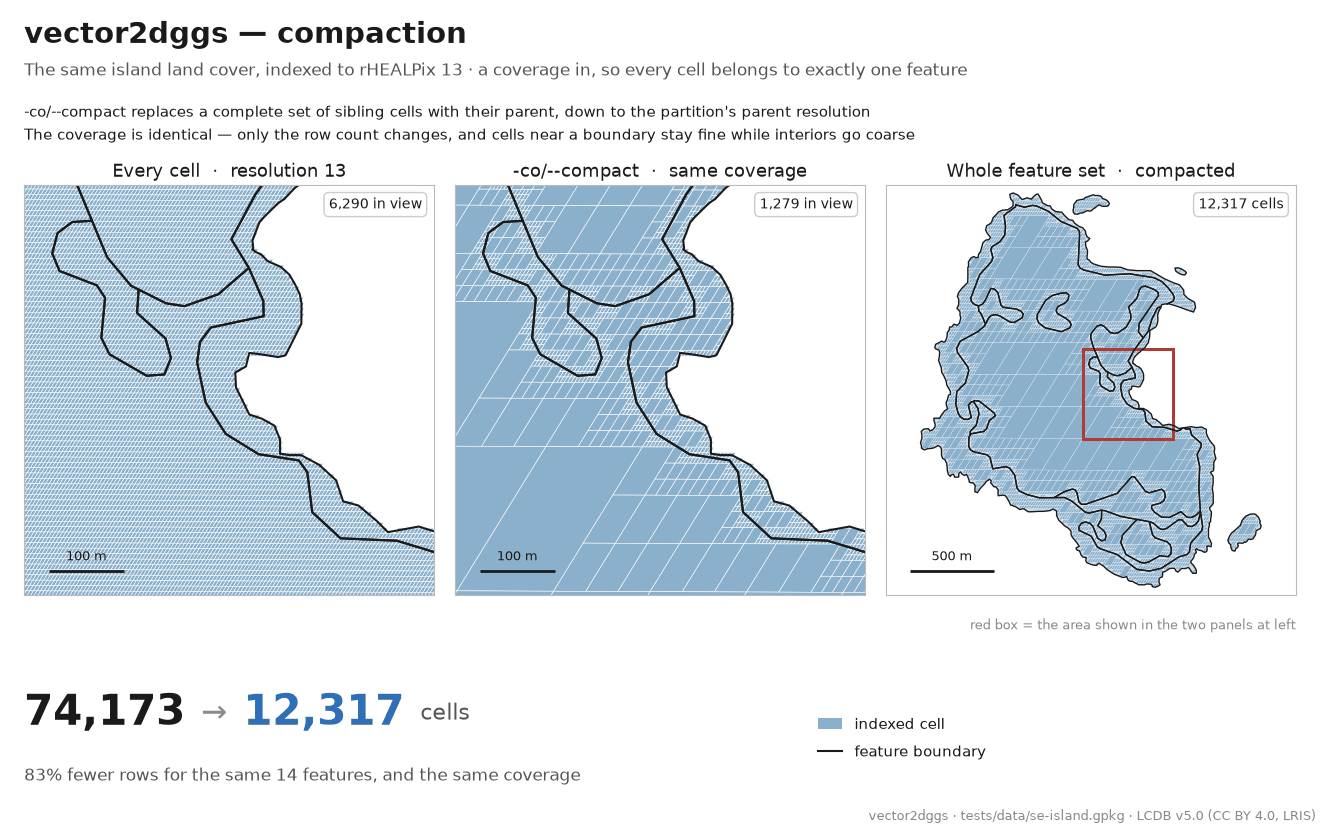 vector2dggs — compaction
The same island land cover, indexed to rHEALPix 13 · a coverage in, so every cell belongs to exactly one feature
-co/--compact replaces a complete set of sibling cells with their parent, down to the partition's parent resolution
The coverage is identical — only the row count changes, and cells near a boundary stay fine while interiors go coarse
Every cell · resolution 13
6,290 in view
100 m
-co/--compact · same coverage
1,279 in view
100 m
Whole feature set · compacted
12,317 cells
500 m
red box = the area shown in the two panels at left
74,173 → 12,317 cells
83% fewer rows for the same 14 features, and the same coverage
indexed cell
feature boundary
vector2dggs · tests/data/se-island.gpkg · LCDB v5.0 (CC BY 4.0, LRIS)